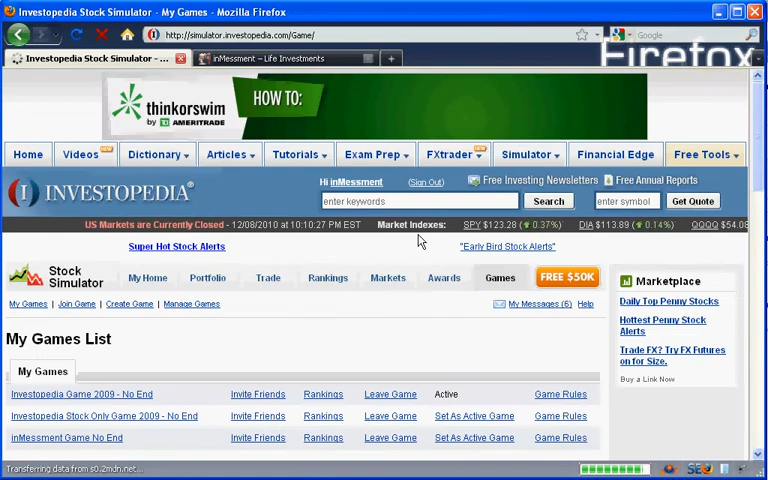 Investopedia Stock Simulator - My Games - Mozilla Firefox
http://simulator.investopedia.com/Game/
Google
Firefox
Investopedia Stock Simulator - ...
inMessment ~ Life Investments
thinkorswim
by TD AMERITRADE
HOW TO:
Home
Videos NEW
Dictionary
Articles
Tutorials
Exam Prep
FXtrader NEW
Simulator
Financial Edge
Free Tools
INVESTOPEDIA
Hi inMessment (Sign Out)
Free Investing Newsletters
Free Annual Reports
enter keywords
Search
enter symbol
Get Quote
US Markets are Currently Closed - 12/08/2010 at 10:10:27 PM EST Market Indexes: SPY $123.28 (↑ 0.37%) DIA $113.89 (↑ 0.14%) QQQQ $54.08
Super Hot Stock Alerts
"Early Bird Stock Alerts"
Stock Simulator
My Home
Portfolio
Trade
Rankings
Markets
Awards
Games
FREE $50K
My Games | Join Game | Create Game | Manage Games
My Messages (6) Help
My Games List
My Games
Investopedia Game 2009 - No End Invite Friends Rankings Leave Game Active Game Rules
Investopedia Stock Only Game 2009 - No End Invite Friends Rankings Leave Game Set As Active Game Game Rules
inMessment Game No End Invite Friends Rankings Leave Game Set As Active Game Game Rules
Marketplace
Daily Top Penny Stocks
Hottest Penny Stock
Alerts
Trade FX? Try FX Futures
on for Size.
Buy a Link Now
Transferring data from s0.2mdn.net...